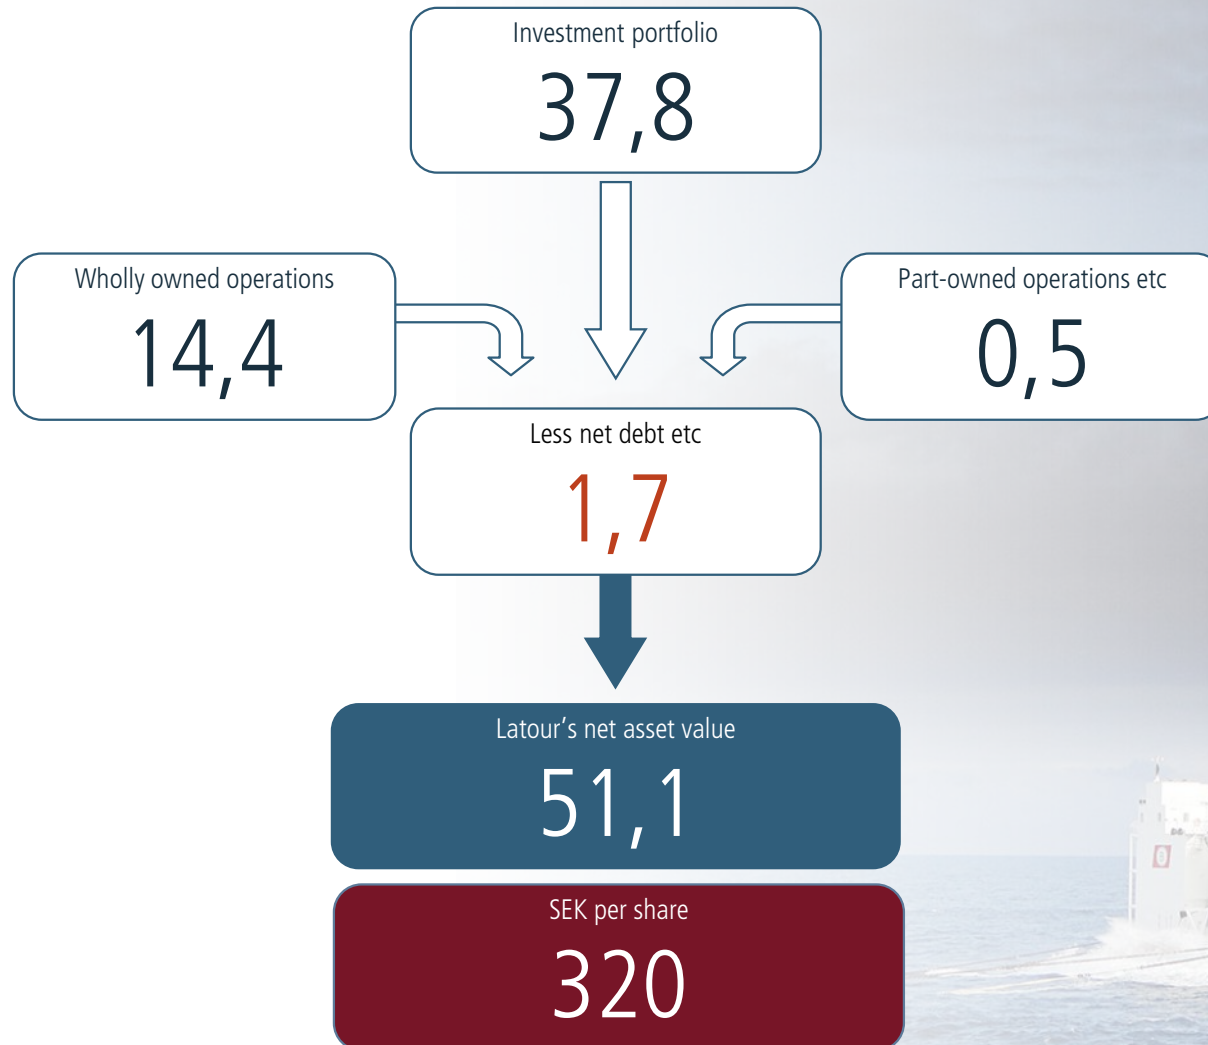 Investment portfolio
37,8
Wholly owned operations
14,4
Part-owned operations etc
0,5
Less net debt etc
1,7
Latour’s net asset value
51,1
SEK per share
320